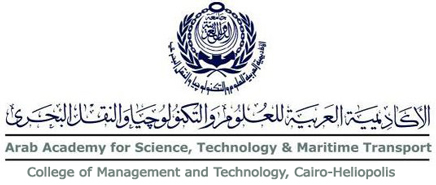 الأكاديمية العربية للعلوم والتكنولوجيا والنقل البحرى
Arab Academy for Science, Technology & Maritime Transport
College of Management and Technology, Cairo-Heliopolis